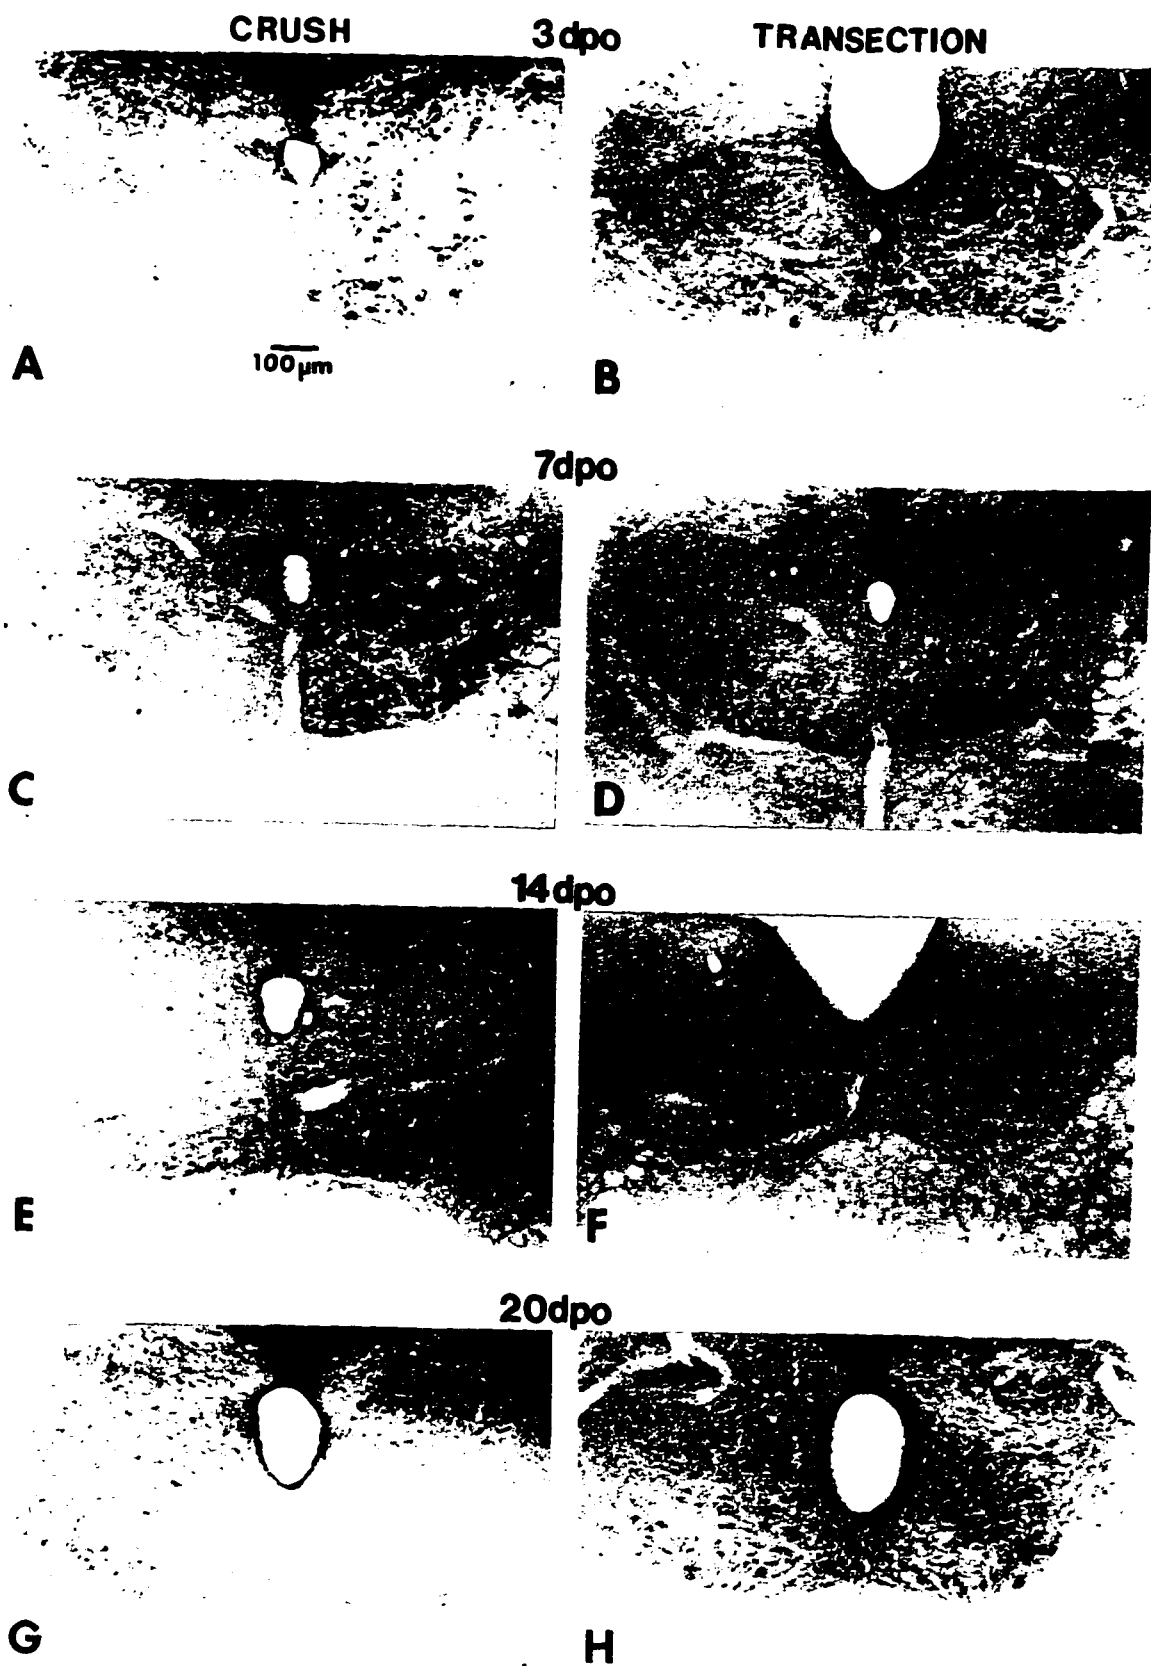 CRUSH 3dpo TRANSECTION
100µm
A B
7dpo
C D
14dpo
E F
20dpo
G H